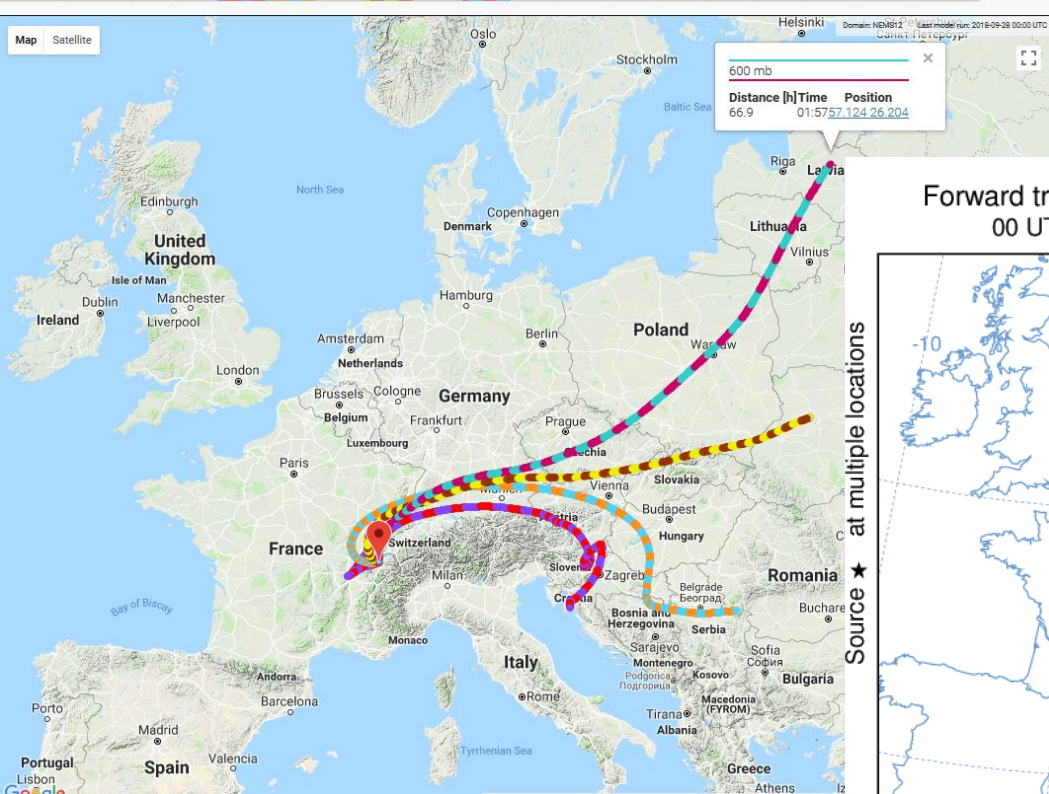 Map Satellite
Domain: NEMS12 Last model run: 2018-09-28 00:00 UTC
Helsinki
Oslo
Санкт-Петербург
Stockholm
600 mb
Distance [h] Time Position
66.9 01:57 57.124 26.204
Baltic Sea
Riga
Latvia
North Sea
Edinburgh
Copenhagen
Denmark
United
Kingdom
Lithuania
Vilnius
Isle of Man
Dublin
Manchester
Hamburg
Ireland
Liverpool
Amsterdam
Berlin
Poland
Warsaw
Netherlands
London
Brussels
Cologne
Germany
Belgium
Frankfurt
Prague
Luxembourg
Czechia
Paris
Slovakia
Munich
Vienna
Budapest
Austria
France
Switzerland
Hungary
Milan
Slovenia
Zagreb
Romania
Croatia
Belgrade
Београд
Bay of Biscay
Buchare
Bosnia and
Herzegovina
Serbia
Monaco
Sarajevo
Sofia
София
Italy
Montenegro
Andorra
Kosovo
Podgorica
Подгорица
Bulgaria
Barcelona
Rome
Macedonia
(FYROM)
Porto
Tirana
Madrid
Albania
Tyrrhenian Sea
Portugal
Spain
Valencia
Greece
Lisbon
Athens
Iz
Google
Forward tr
00 UT
-10
Source ★ at multiple locations